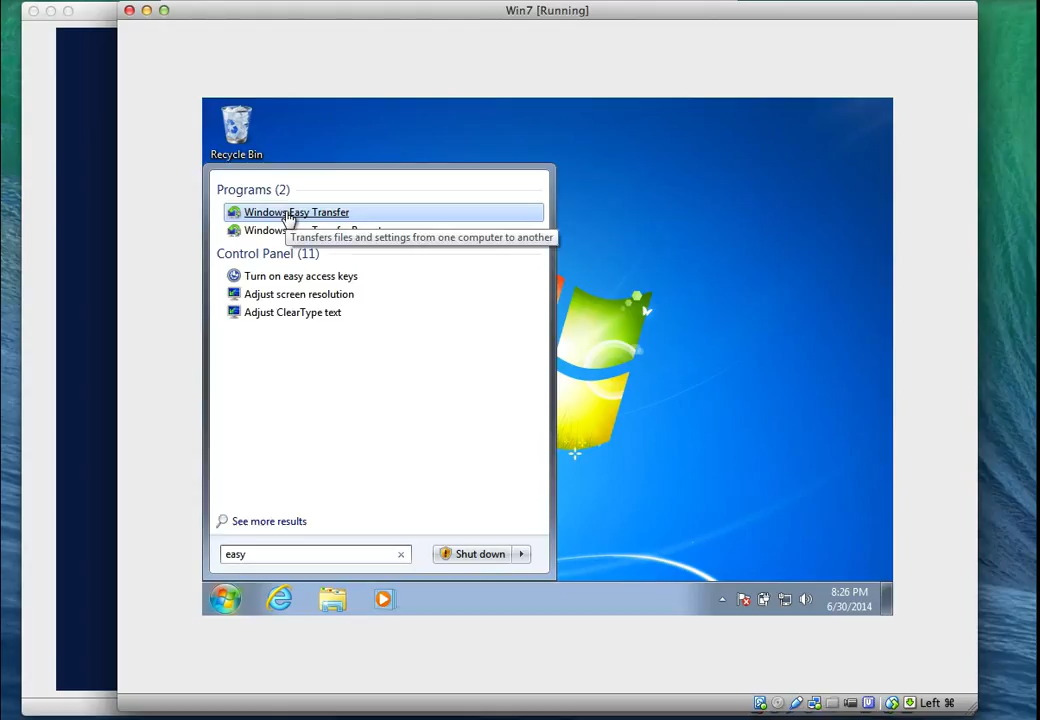 Win7 [Running]
Recycle Bin
Programs (2)
Windows Easy Transfer
Windows
Transfers files and settings from one computer to another
Control Panel (11)
Turn on easy access keys
Adjust screen resolution
Adjust ClearType text
See more results
easy
Shut down
8:26 PM
6/30/2014
Left ⌘